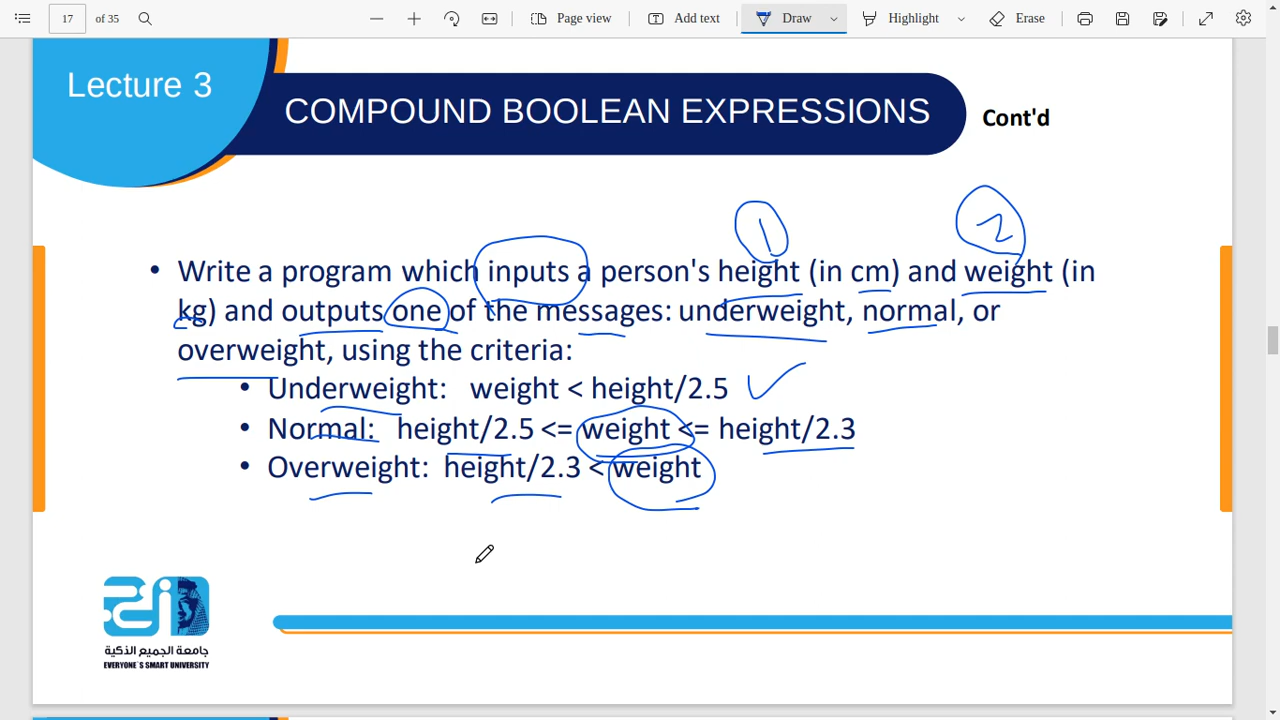 17 of 35 Page view Add text Draw Highlight Erase
Lecture 3
COMPOUND BOOLEAN EXPRESSIONS
Cont'd
1 2
• Write a program which inputs a person's height (in cm) and weight (in
kg) and outputs one of the messages: underweight, normal, or
overweight, using the criteria:
• Underweight: weight < height/2.5
• Normal: height/2.5 <= weight <= height/2.3
• Overweight: height/2.3 < weight
جامعة الجميع الذكية
EVERYONE`S SMART UNIVERSITY